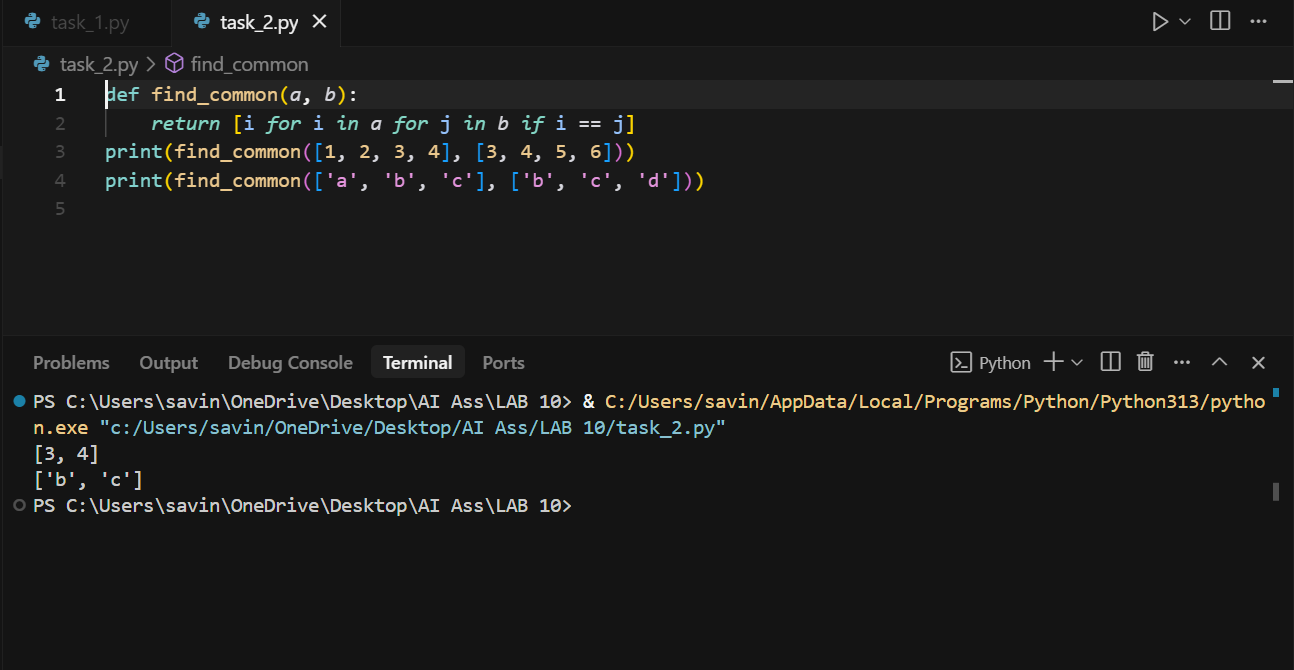 task_1.py task_2.py
task_2.py > find_common
1 def find_common(a, b):
2     return [i for i in a for j in b if i == j]
3 print(find_common([1, 2, 3, 4], [3, 4, 5, 6]))
4 print(find_common(['a', 'b', 'c'], ['b', 'c', 'd']))
5
Problems Output Debug Console Terminal Ports Python
PS C:\Users\savin\OneDrive\Desktop\AI Ass\LAB 10> & C:/Users/savin/AppData/Local/Programs/Python/Python313/pytho
n.exe "c:/Users/savin/OneDrive/Desktop/AI Ass/LAB 10/task_2.py"
[3, 4]
['b', 'c']
PS C:\Users\savin\OneDrive\Desktop\AI Ass\LAB 10>